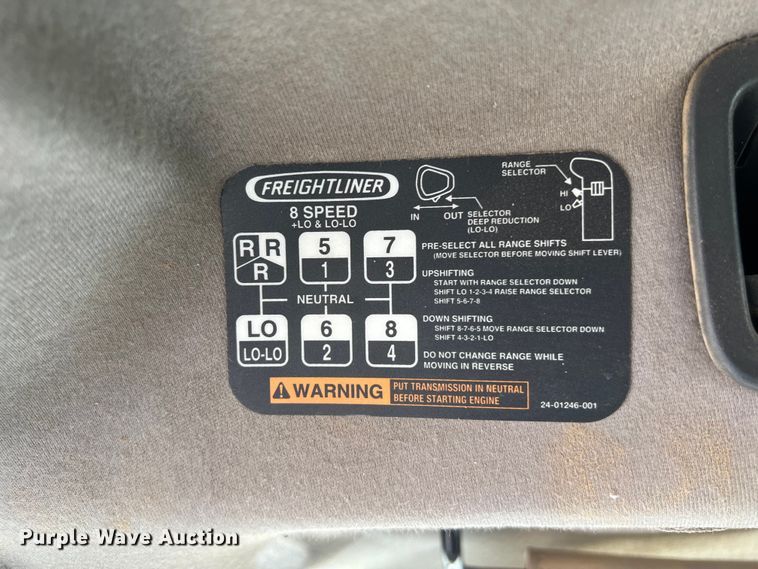 FREIGHTLINER
8 SPEED
+LO & LO-LO
IN OUT
SELECTOR
DEEP REDUCTION
(LO-LO)
RANGE
SELECTOR
HI
LO
R R 5 7
R 1 3
NEUTRAL
LO 6 8
LO-LO 2 4
PRE-SELECT ALL RANGE SHIFTS
(MOVE SELECTOR BEFORE MOVING SHIFT LEVER)
UPSHIFTING
START WITH RANGE SELECTOR DOWN
SHIFT LO 1-2-3-4 RAISE RANGE SELECTOR
SHIFT 5-6-7-8
DOWN SHIFTING
SHIFT 8-7-6-5 MOVE RANGE SELECTOR DOWN
SHIFT 4-3-2-1-LO
DO NOT CHANGE RANGE WHILE
MOVING IN REVERSE
WARNING
PUT TRANSMISSION IN NEUTRAL
BEFORE STARTING ENGINE
24-01246-001
Purple Wave Auction